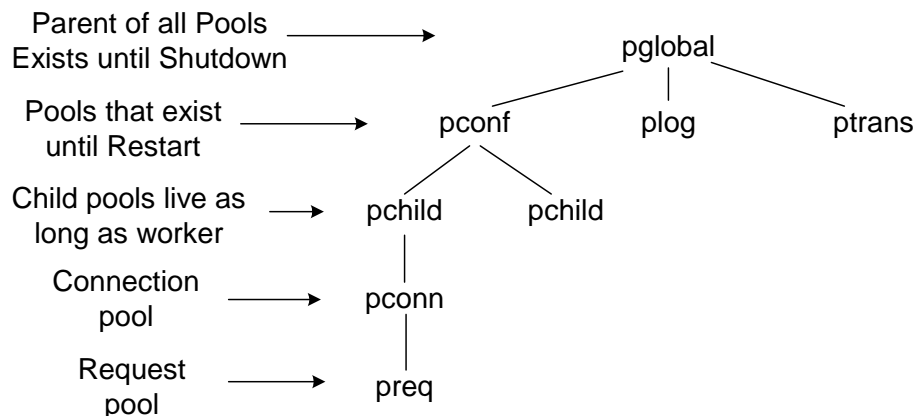 Parent of all Pools
Exists until Shutdown
pglobal
Pools that exist
until Restart
pconf
plog
ptrans
Child pools live as
long as worker
pchild
pchild
Connection
pool
pconn
Request
pool
preq